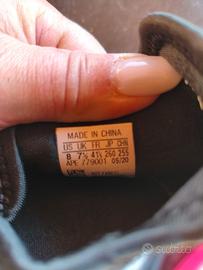 MADE IN CHINA
US UK FR JP CHN
8 7½ 41⅓ 260 255
APE 779001 05/20
subito